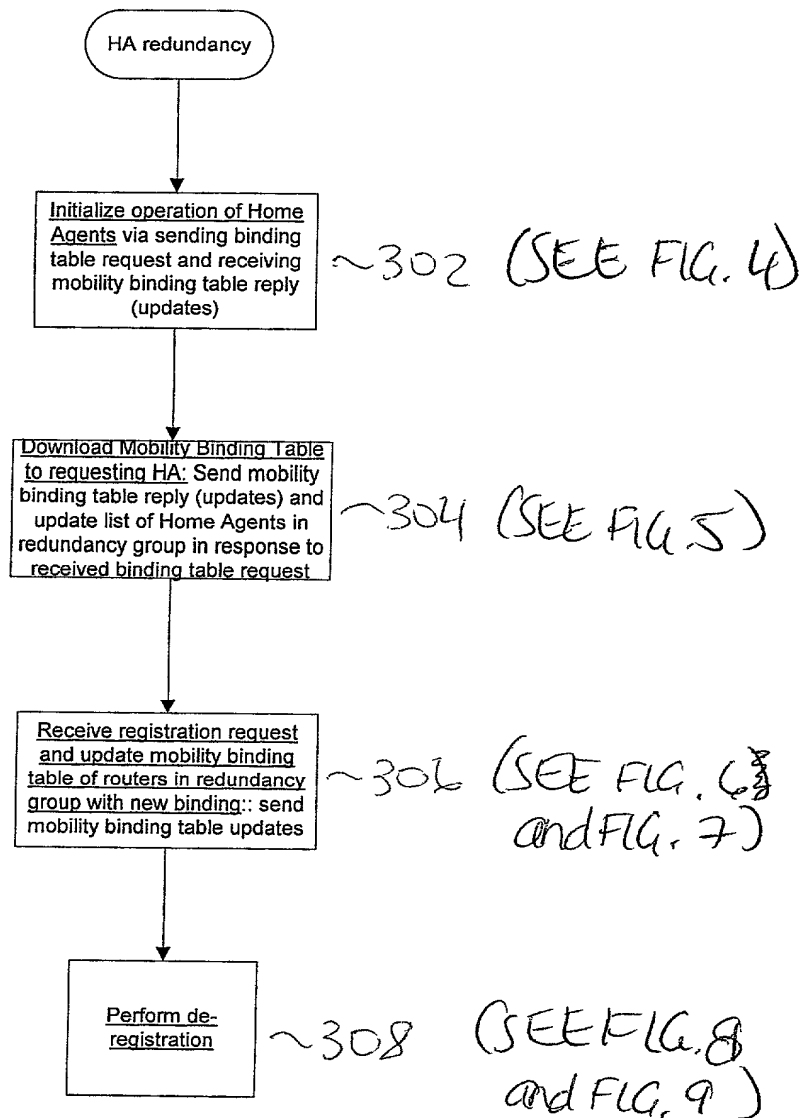 HA redundancy
Initialize operation of Home
Agents via sending binding
table request and receiving
mobility binding table reply
(updates)
~302 (SEE FIG. 4)
Download Mobility Binding Table
to requesting HA: Send mobility
binding table reply (updates) and
update list of Home Agents in
redundancy group in response to
received binding table request
~304 (SEE FIG. 5)
Receive registration request
and update mobility binding
table of routers in redundancy
group with new binding:: send
mobility binding table updates
~306 (SEE FIG. 6
and FIG. 7)
Perform de-
registration
~308 (SEE FIG. 8
and FIG. 9)